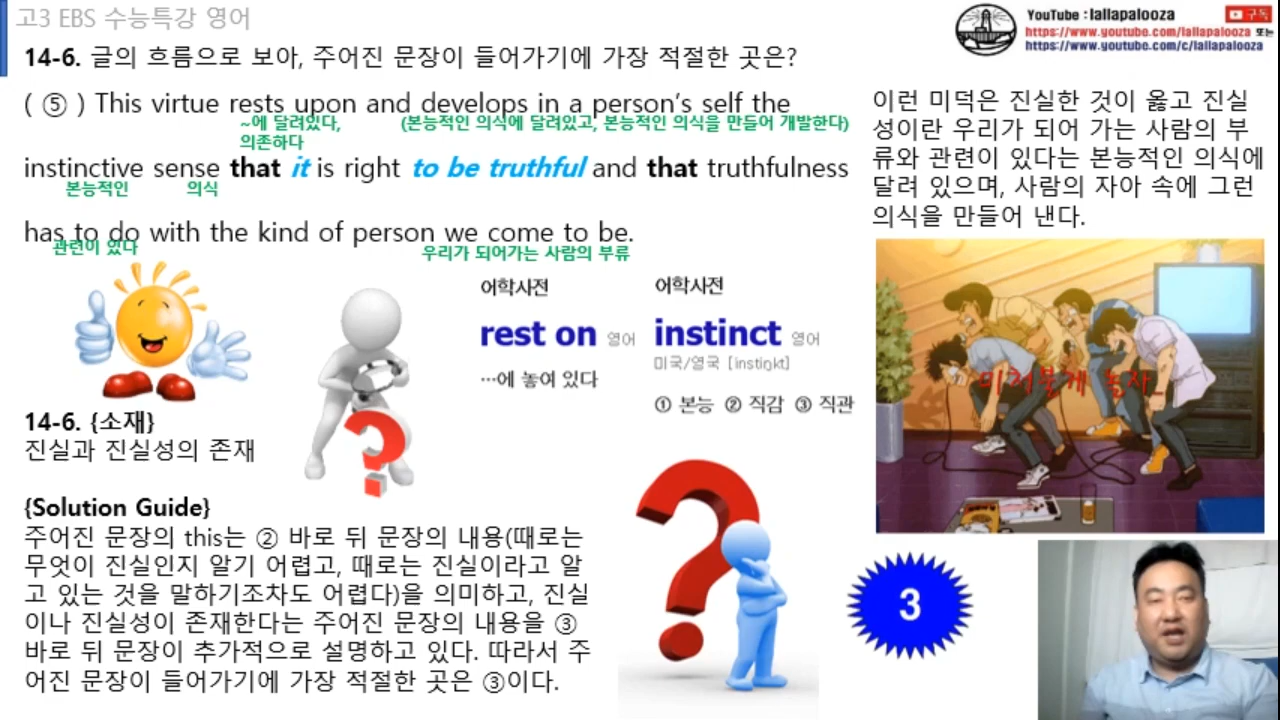 고3 EBS 수능특강 영어
YouTube : lallapalooza
구독
https://www.youtube.com/lallapalooza 또는
https://www.youtube.com/c/lallapalooza
14-6. 글의 흐름으로 보아, 주어진 문장이 들어가기에 가장 적절한 곳은?
( ⑤ ) This virtue rests upon and develops in a person's self the
~에 달려있다, (본능적인 의식에 달려있고, 본능적인 의식을 만들어 개발한다)
의존하다
instinctive sense that it is right to be truthful and that truthfulness
본능적인 의식
has to do with the kind of person we come to be.
관련이 있다 우리가 되어가는 사람의 부류
이런 미덕은 진실한 것이 옳고 진실
성이란 우리가 되어 가는 사람의 부
류와 관련이 있다는 본능적인 의식에
달려 있으며, 사람의 자아 속에 그런
의식을 만들어 낸다.
어학사전
rest on 영어
…에 놓여 있다
어학사전
instinct 영어
미국/영국 [ínstiŋkt]
① 본능 ② 직감 ③ 직관
14-6. {소재}
진실과 진실성의 존재
{Solution Guide}
주어진 문장의 this는 ② 바로 뒤 문장의 내용(때로는
무엇이 진실인지 알기 어렵고, 때로는 진실이라고 알
고 있는 것을 말하기조차도 어렵다)을 의미하고, 진실
이나 진실성이 존재한다는 주어진 문장의 내용을 ③
바로 뒤 문장이 추가적으로 설명하고 있다. 따라서 주
어진 문장이 들어가기에 가장 적절한 곳은 ③이다.
3